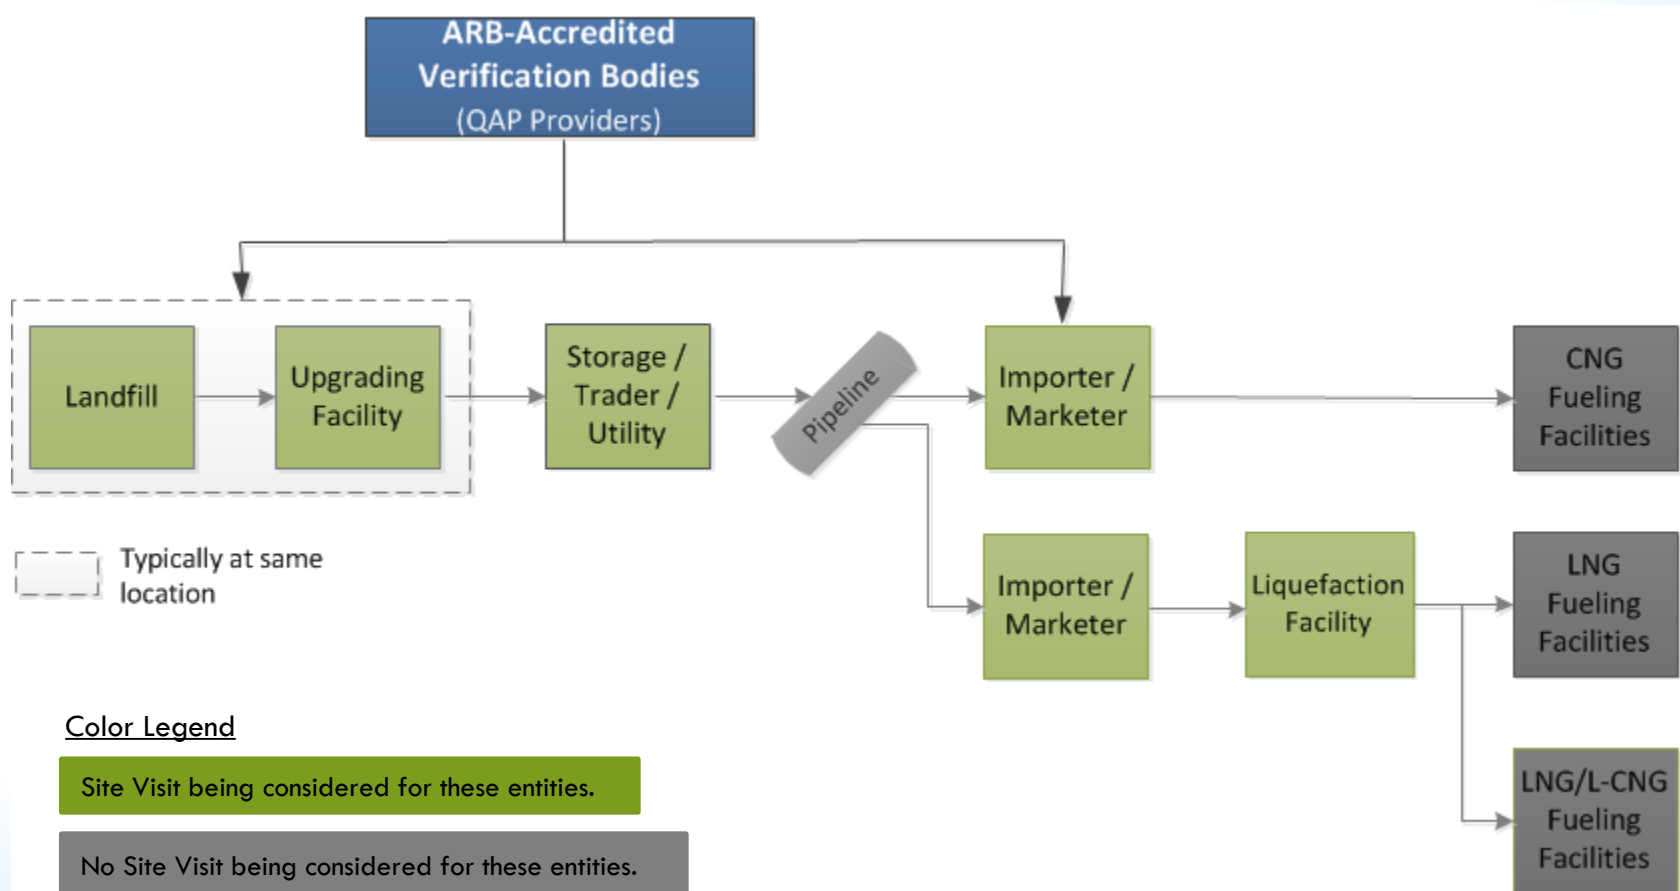 ARB-Accredited
Verification Bodies
(QAP Providers)
Landfill
Upgrading
Facility
Storage /
Trader /
Utility
Pipeline
Importer /
Marketer
CNG
Fueling
Facilities
Typically at same
location
Importer /
Marketer
Liquefaction
Facility
LNG
Fueling
Facilities
LNG/L-CNG
Fueling
Facilities
Color Legend
Site Visit being considered for these entities.
No Site Visit being considered for these entities.